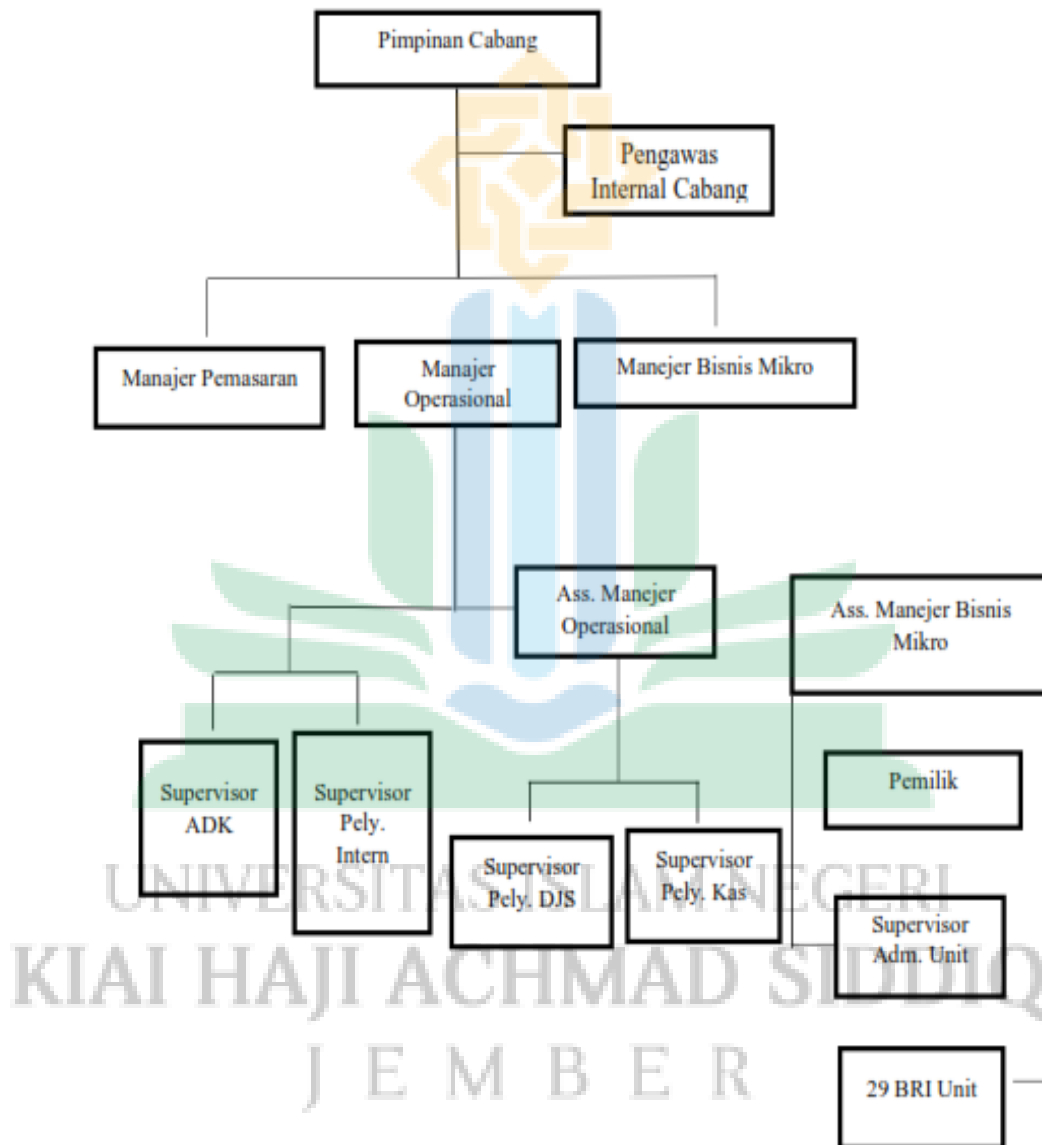 Pimpinan Cabang
Pengawas
Internal Cabang
Manajer Pemasaran
Manajer
Operasional
Manejer Bisnis Mikro
Ass. Manejer
Operasional
Ass. Manejer Bisnis
Mikro
Supervisor
ADK
Supervisor
Pely.
Intern
Supervisor
Pely. DJS
Supervisor
Pely. Kas
Pemilik
Supervisor
Adm. Unit
29 BRI Unit
UNIVERSITAS ISLAM NEGERI
KIAI HAJI ACHMAD SIDDIQ
JEMBER